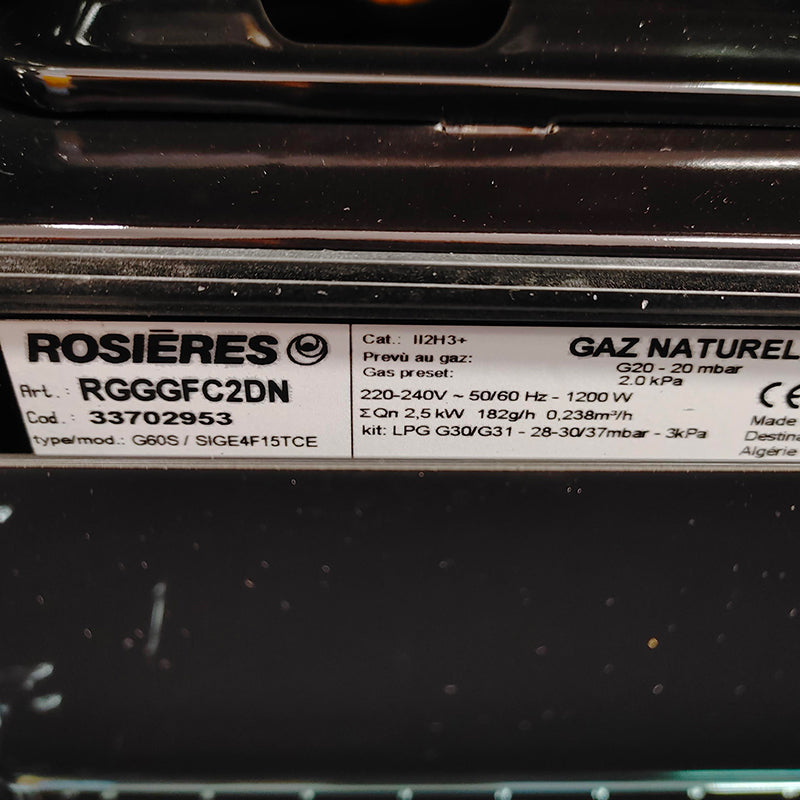 ROSIÈRES
Art. : RGGGFC2DN
Cod. : 33702953
type/mod.: G60S / SIGE4F15TCE
Cat.: II2H3+
Prevù au gaz: GAZ NATUREL
Gas preset: G20 - 20 mbar
2.0 kPa
220-240V ~ 50/60 Hz - 1200 W
ΣQn 2,5 kW 182g/h 0,238m³/h
kit: LPG G30/G31 - 28-30/37mbar - 3kPa
CE
Made
Algérie